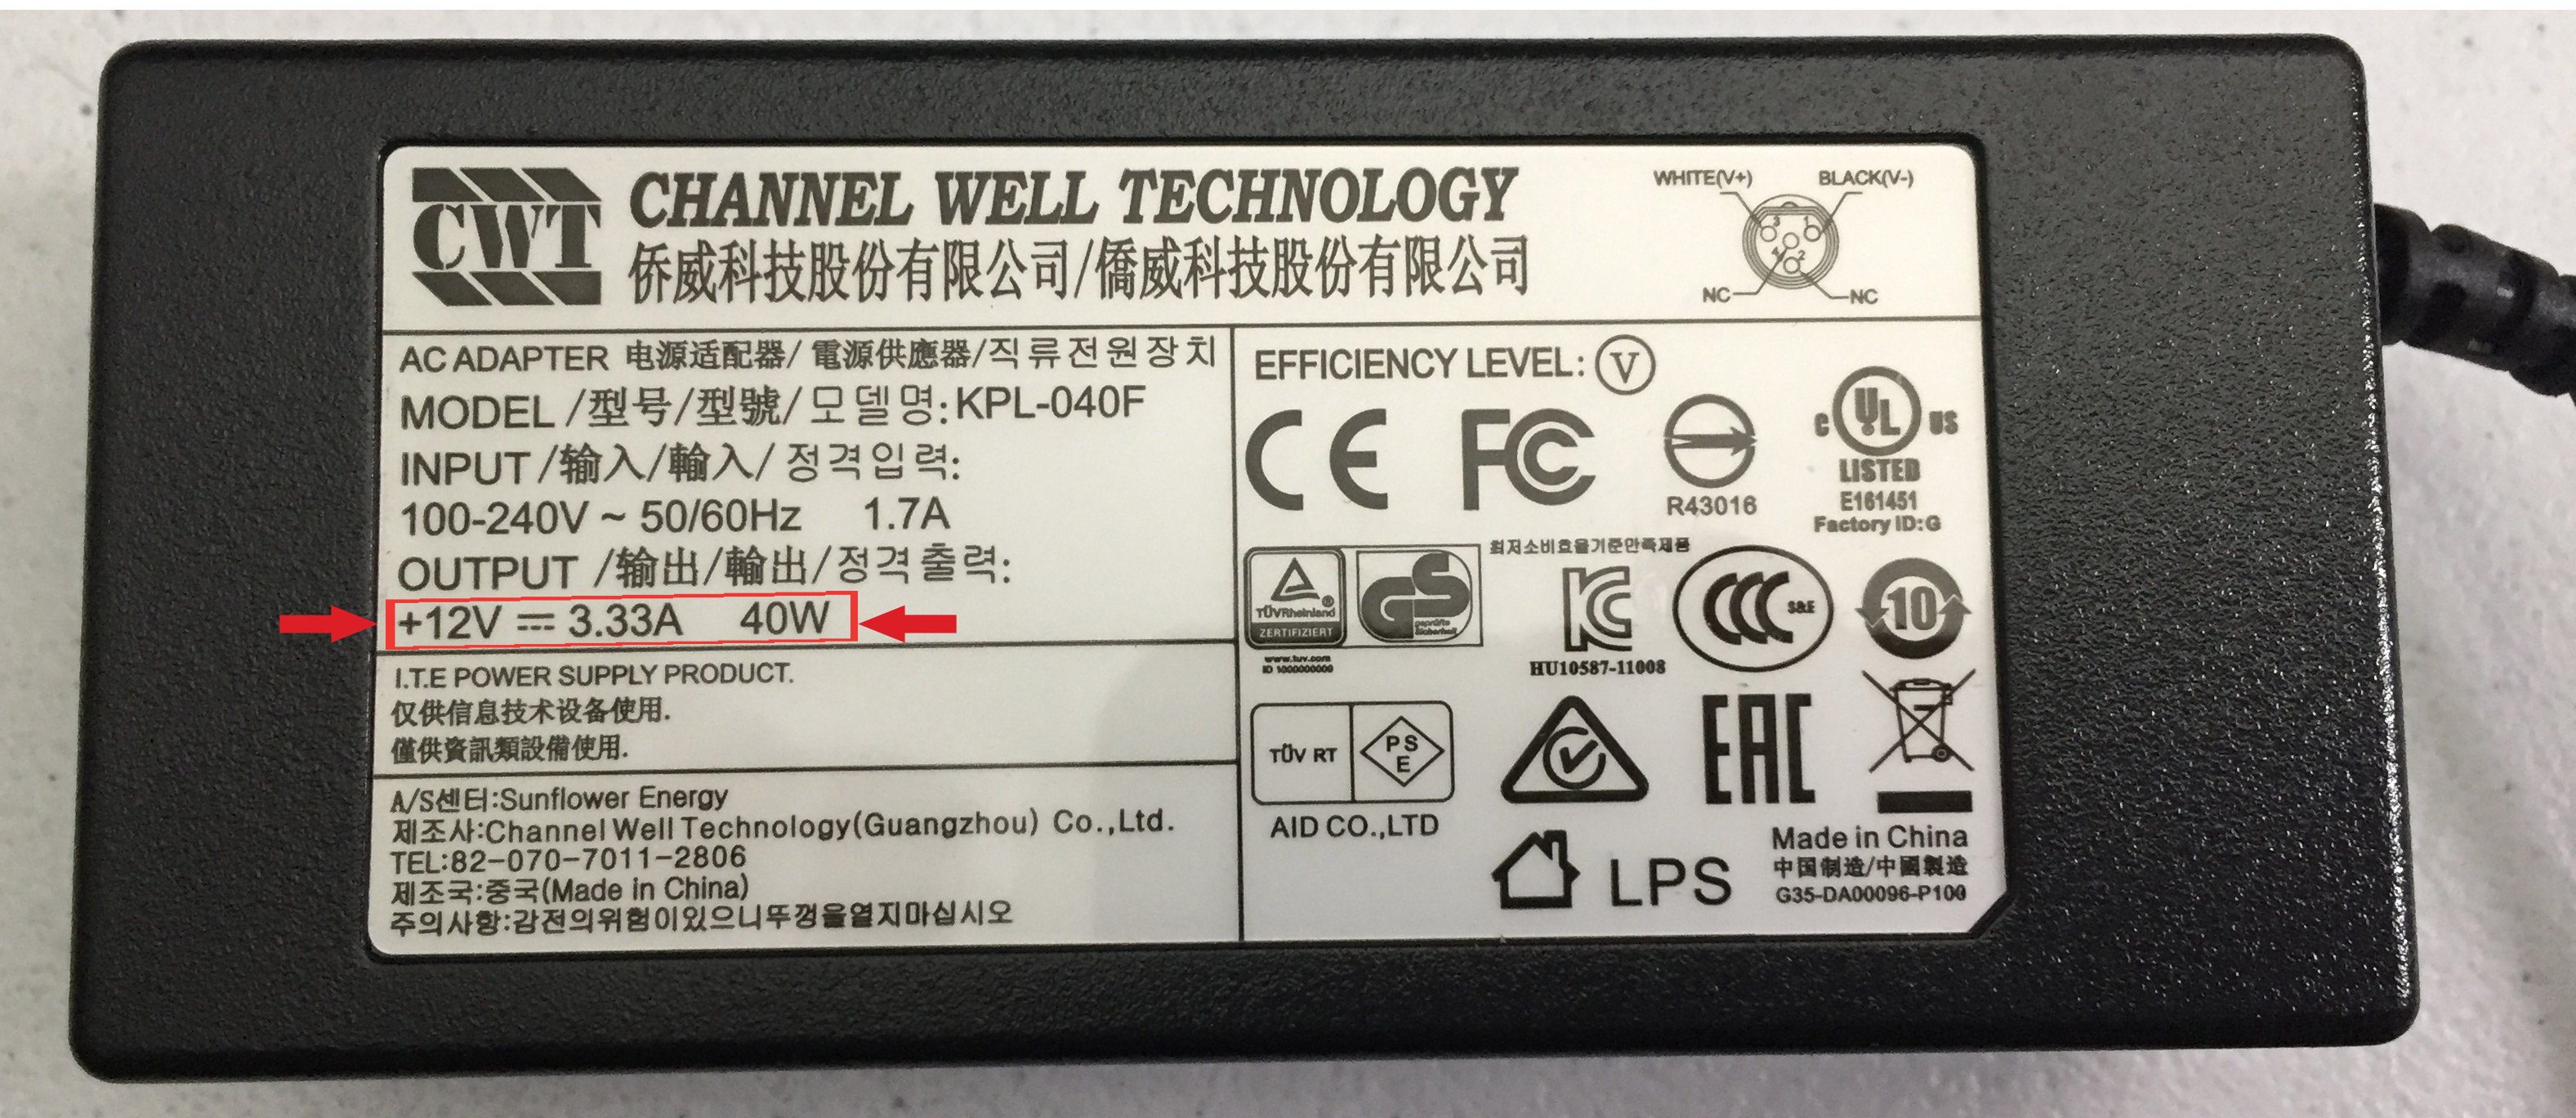 CWT
CHANNEL WELL TECHNOLOGY
侨威科技股份有限公司/僑威科技股份有限公司
WHITE(V+)
BLACK(V-)
3
1
4
2
NC
NC
AC ADAPTER 电源适配器/電源供應器/직류전원장치
MODEL/型号/型號/모델명:KPL-040F
INPUT/输入/輸入/정격입력:
100-240V ~ 50/60Hz 1.7A
OUTPUT/输出/輸出/정격출력:
+12V ⎓ 3.33A 40W
I.T.E POWER SUPPLY PRODUCT.
仅供信息技术设备使用.
僅供資訊類設備使用.
A/S센터:Sunflower Energy
제조사:Channel Well Technology(Guangzhou) Co.,Ltd.
TEL:82-070-7011-2806
제조국:중국(Made in China)
주의사항:감전의위험이있으니뚜껑을열지마십시오
EFFICIENCY LEVEL: V
CE
FC
R43016
C UL US
LISTED
E161451
Factory ID:G
TÜVRheinland
ZERTIFIZIERT
www.tuv.com
ID 1000000000
GS
geprüfte
Sicherheit
최저소비효율기준만족제품
KC
HU10587-11008
CCC S&E
10
TÜV RT
PS
E
AID CO.,LTD
EAC
LPS
Made in China
中国制造/中國製造
G35-DA00096-P100